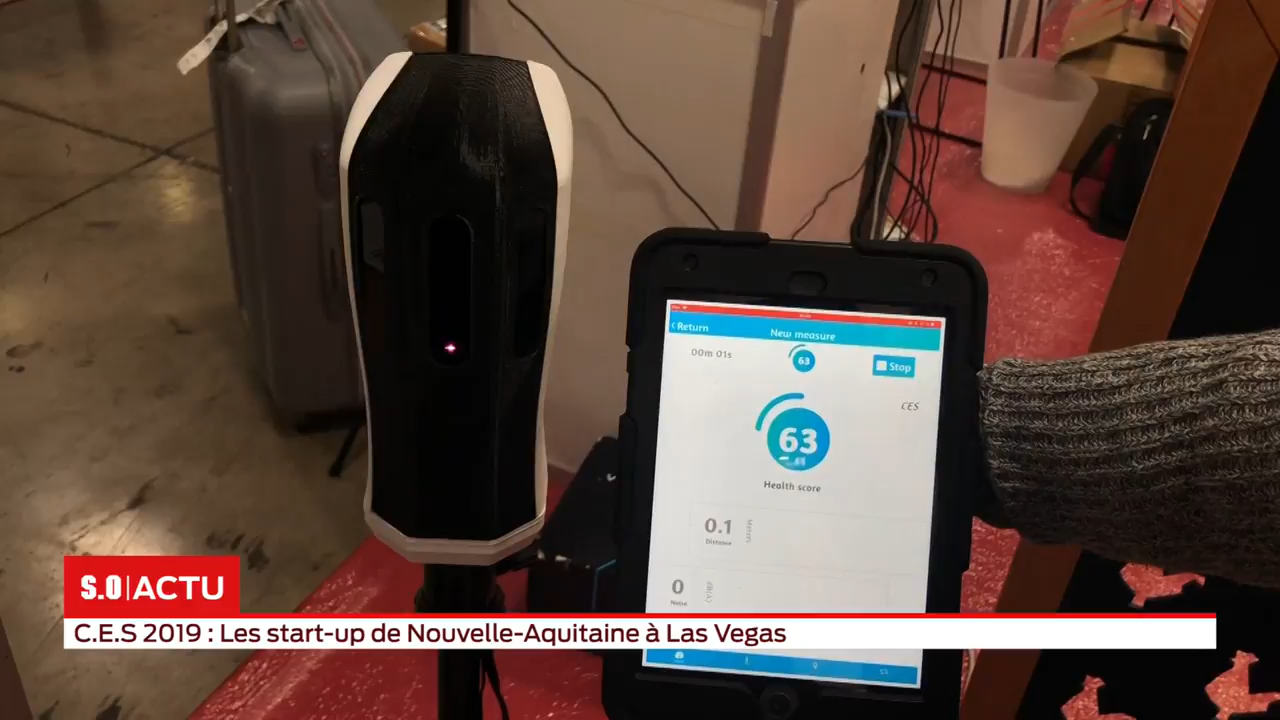 < Return
New measure
00m 01s
63
Stop
CES
63
Health score
0.1
Distance
Meters
0
Noise
dB(A)
S.O|ACTU
C.E.S 2019 : Les start-up de Nouvelle-Aquitaine à Las Vegas